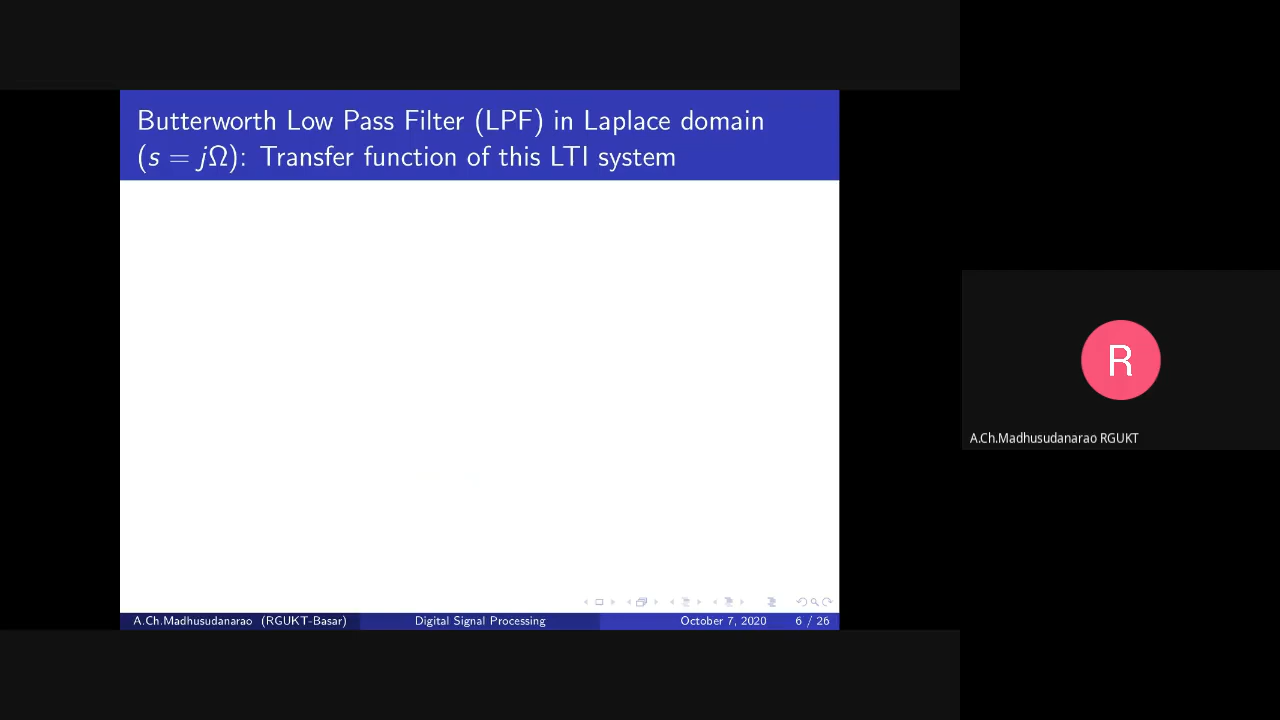 Butterworth Low Pass Filter (LPF) in Laplace domain
(s = jΩ): Transfer function of this LTI system
R
A.Ch.Madhusudanarao RGUKT
A.Ch.Madhusudanarao (RGUKT-Basar) Digital Signal Processing October 7, 2020 6 / 26